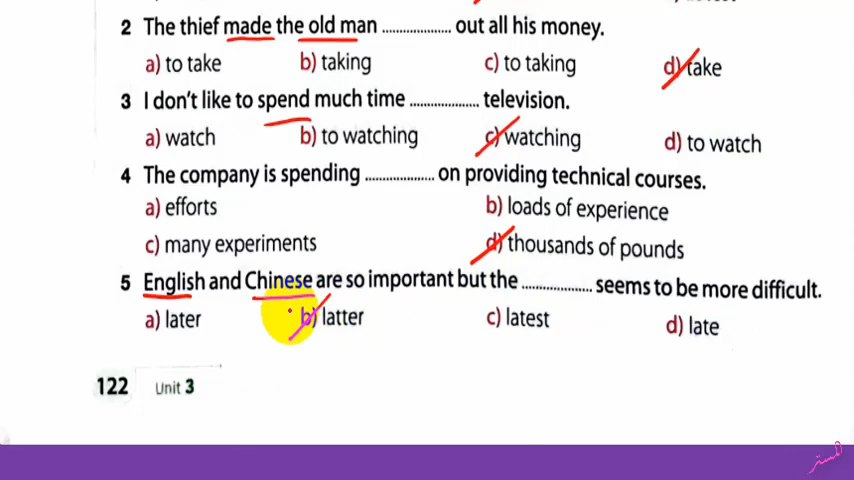 2 The thief made the old man .................... out all his money.
a) to take b) taking c) to taking d) take
3 I don't like to spend much time .................... television.
a) watch b) to watching c) watching d) to watch
4 The company is spending .................... on providing technical courses.
a) efforts b) loads of experience
c) many experiments d) thousands of pounds
5 English and Chinese are so important but the .................... seems to be more difficult.
a) later b) latter c) latest d) late
122 Unit 3
المستر